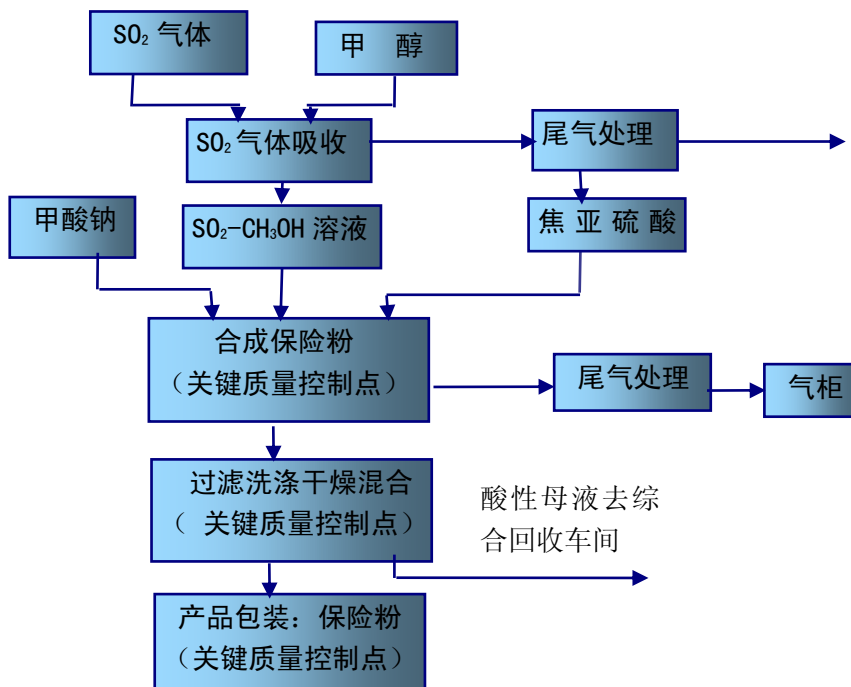 SO₂ 气体
甲 醇
SO₂ 气体吸收
尾气处理
甲酸钠
SO₂-CH₃OH 溶液
焦 亚 硫 酸
合成保险粉
（关键质量控制点）
尾气处理
气柜
过滤洗涤干燥混合
（ 关键质量控制点）
酸性母液去综
合回收车间
产品包装：保险粉
（关键质量控制点）